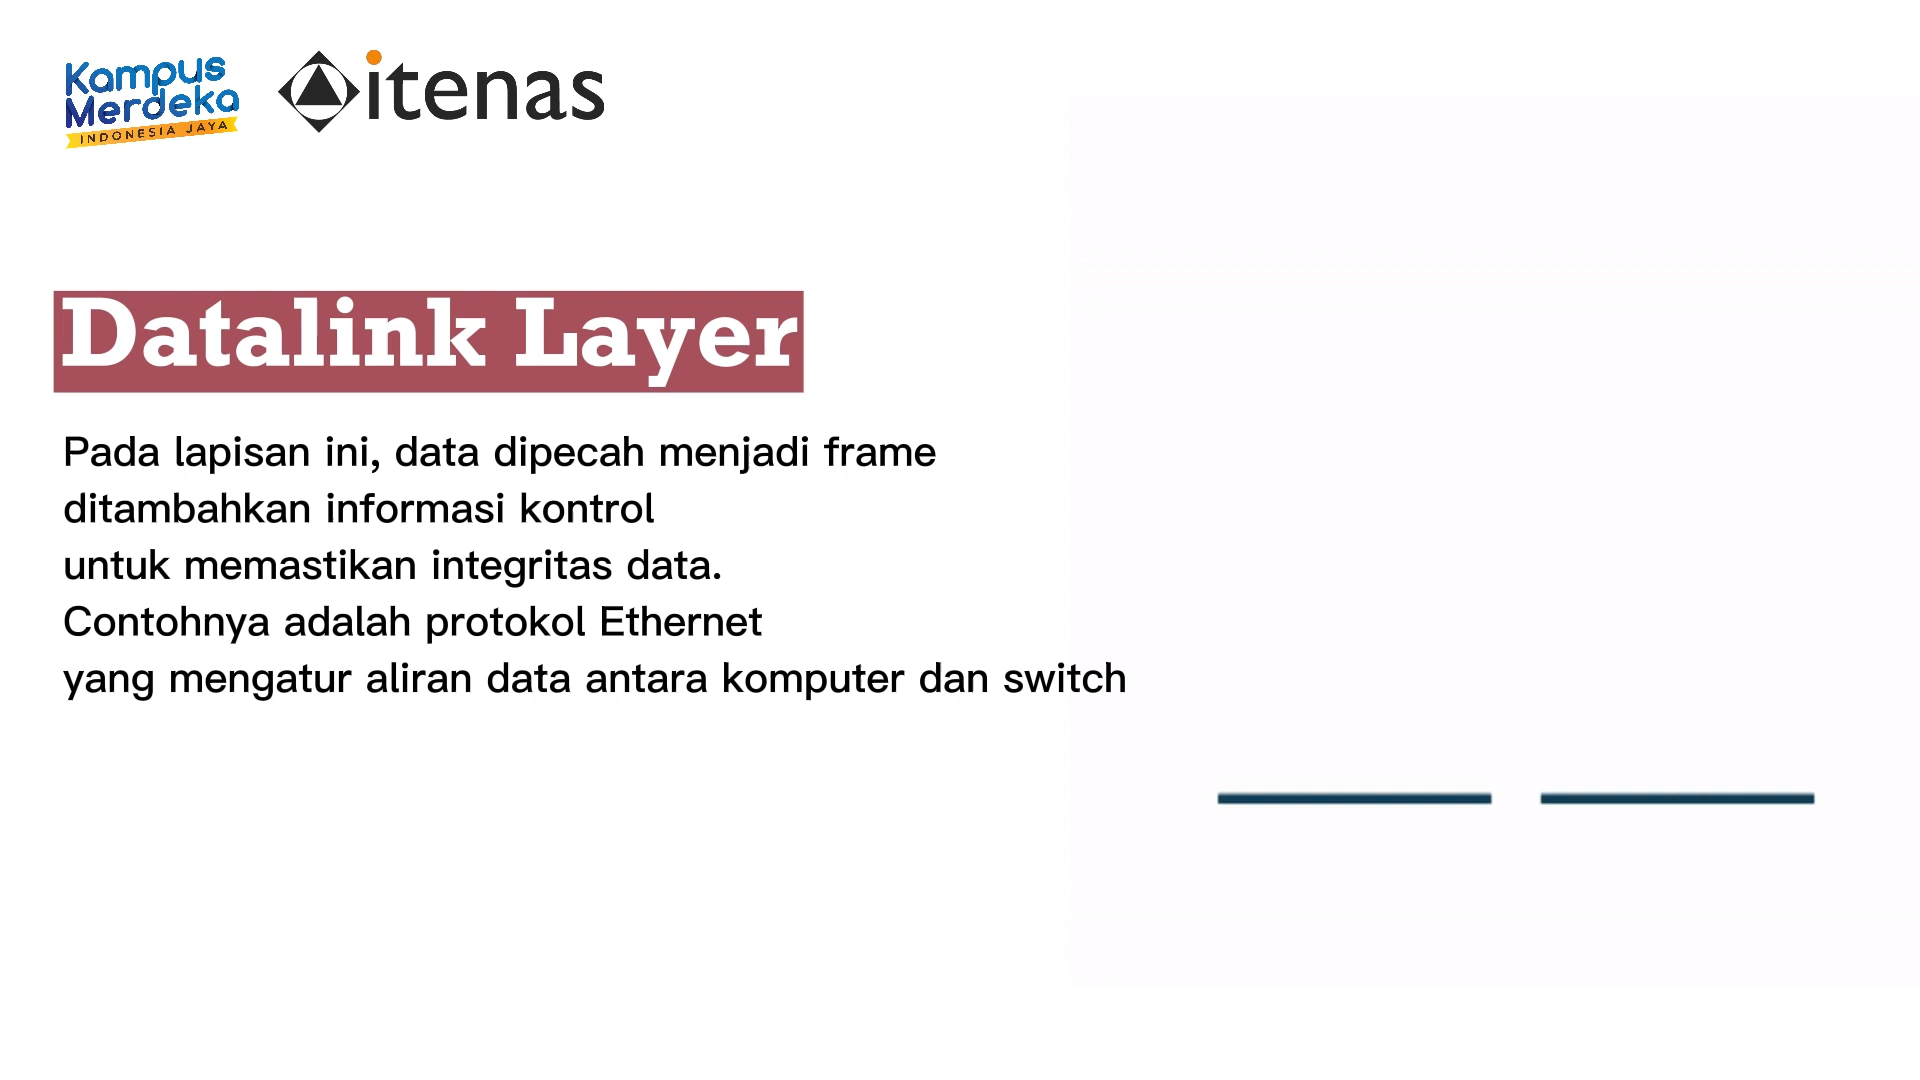 Kampus
Merdeka
INDONESIA JAYA
itenas
Datalink Layer
Pada lapisan ini, data dipecah menjadi frame
ditambahkan informasi kontrol
untuk memastikan integritas data.
Contohnya adalah protokol Ethernet
yang mengatur aliran data antara komputer dan switch